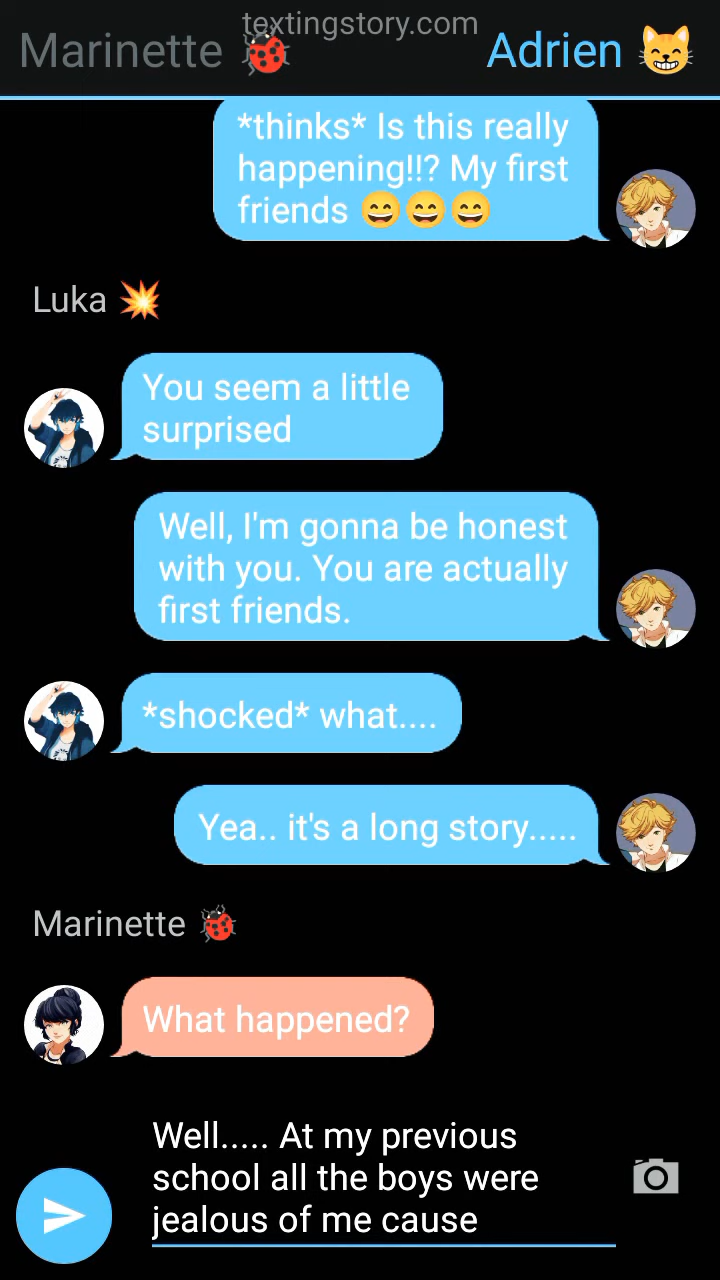 textingstory.com
Marinette 🐞 Adrien 😸
*thinks* Is this really
happening!!? My first
friends 😄😄😄
Luka 💥
You seem a little
surprised
Well, I'm gonna be honest
with you. You are actually
first friends.
*shocked* what....
Yea.. it's a long story.....
Marinette 🐞
What happened?
Well..... At my previous
school all the boys were
jealous of me cause